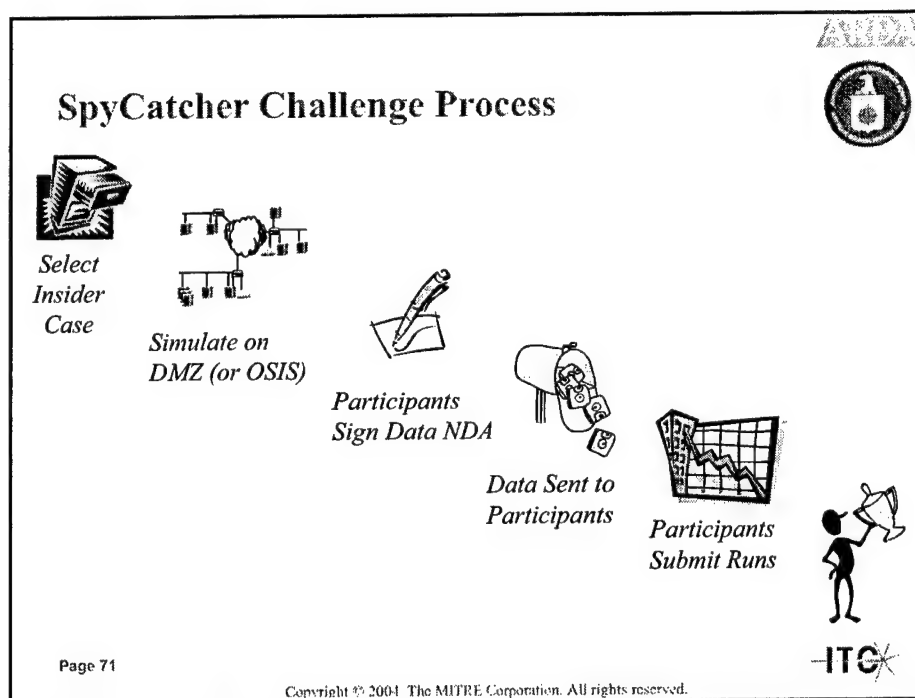 ARDA
SpyCatcher Challenge Process
Select
Insider
Case
Simulate on
DMZ (or OSIS)
Participants
Sign Data NDA
Data Sent to
Participants
Participants
Submit Runs
Page 71
ITC
Copyright © 2004 The MITRE Corporation. All rights reserved.